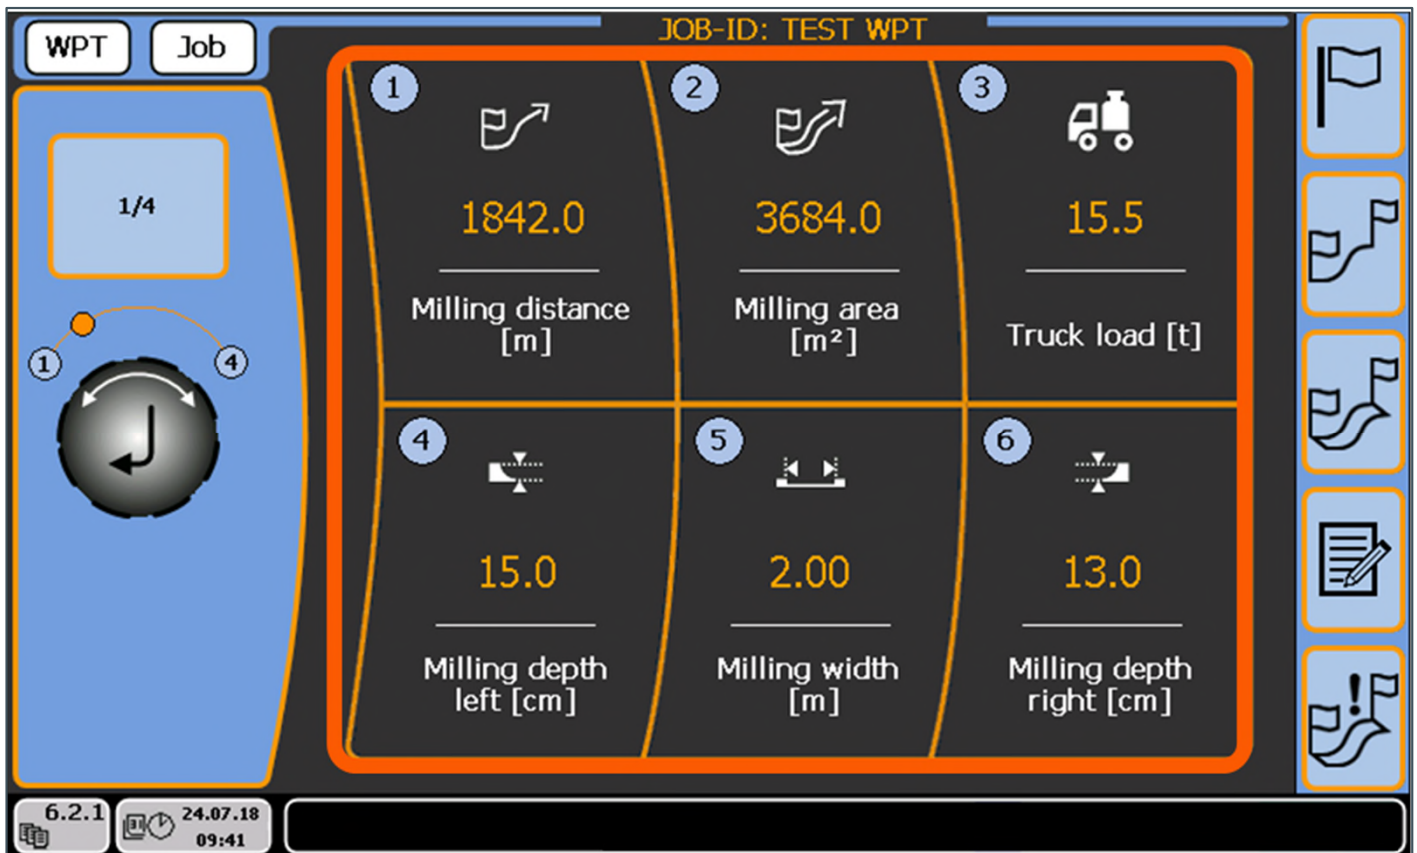 JOB-ID: TEST WPT
WPT
Job
1/4
1
4
1
1842.0
Milling distance
[m]
2
3684.0
Milling area
[m²]
3
15.5
Truck load [t]
4
15.0
Milling depth
left [cm]
5
2.00
Milling width
[m]
6
13.0
Milling depth
right [cm]
!
6.2.1
31
24.07.18
09:41